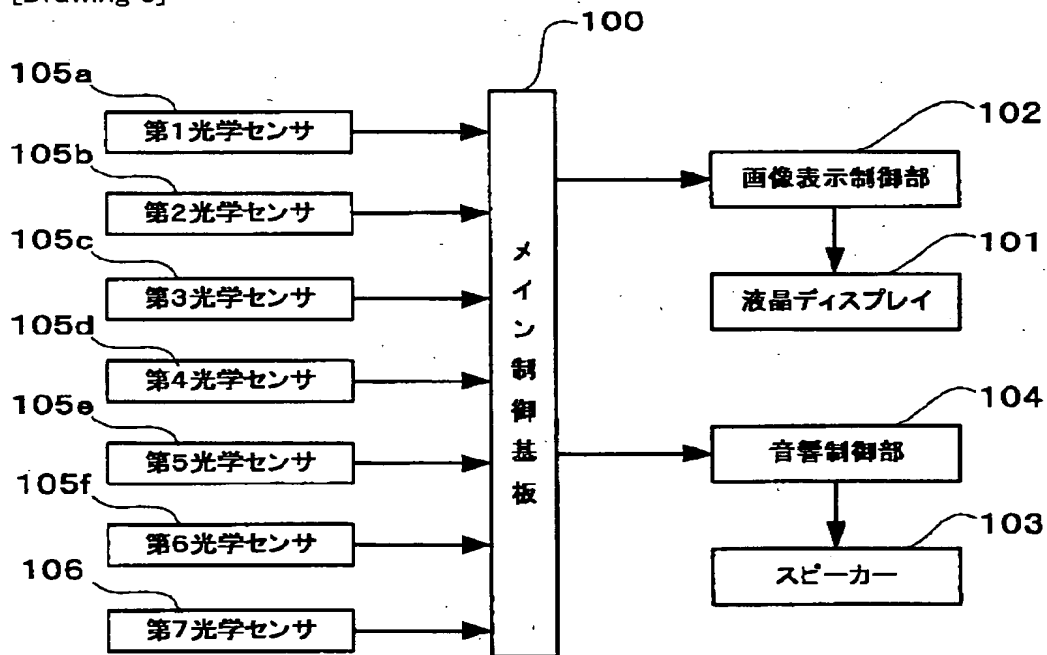 100
105a
第1光学センサ
102
105b
画像表示制御部
第2光学センサ
105c
101
第3光学センサ
液晶ディスプレイ
メイン制御基板
105d
第4光学センサ
104
105e
音響制御部
第5光学センサ
105f
103
第6光学センサ
スピーカー
106
第7光学センサ